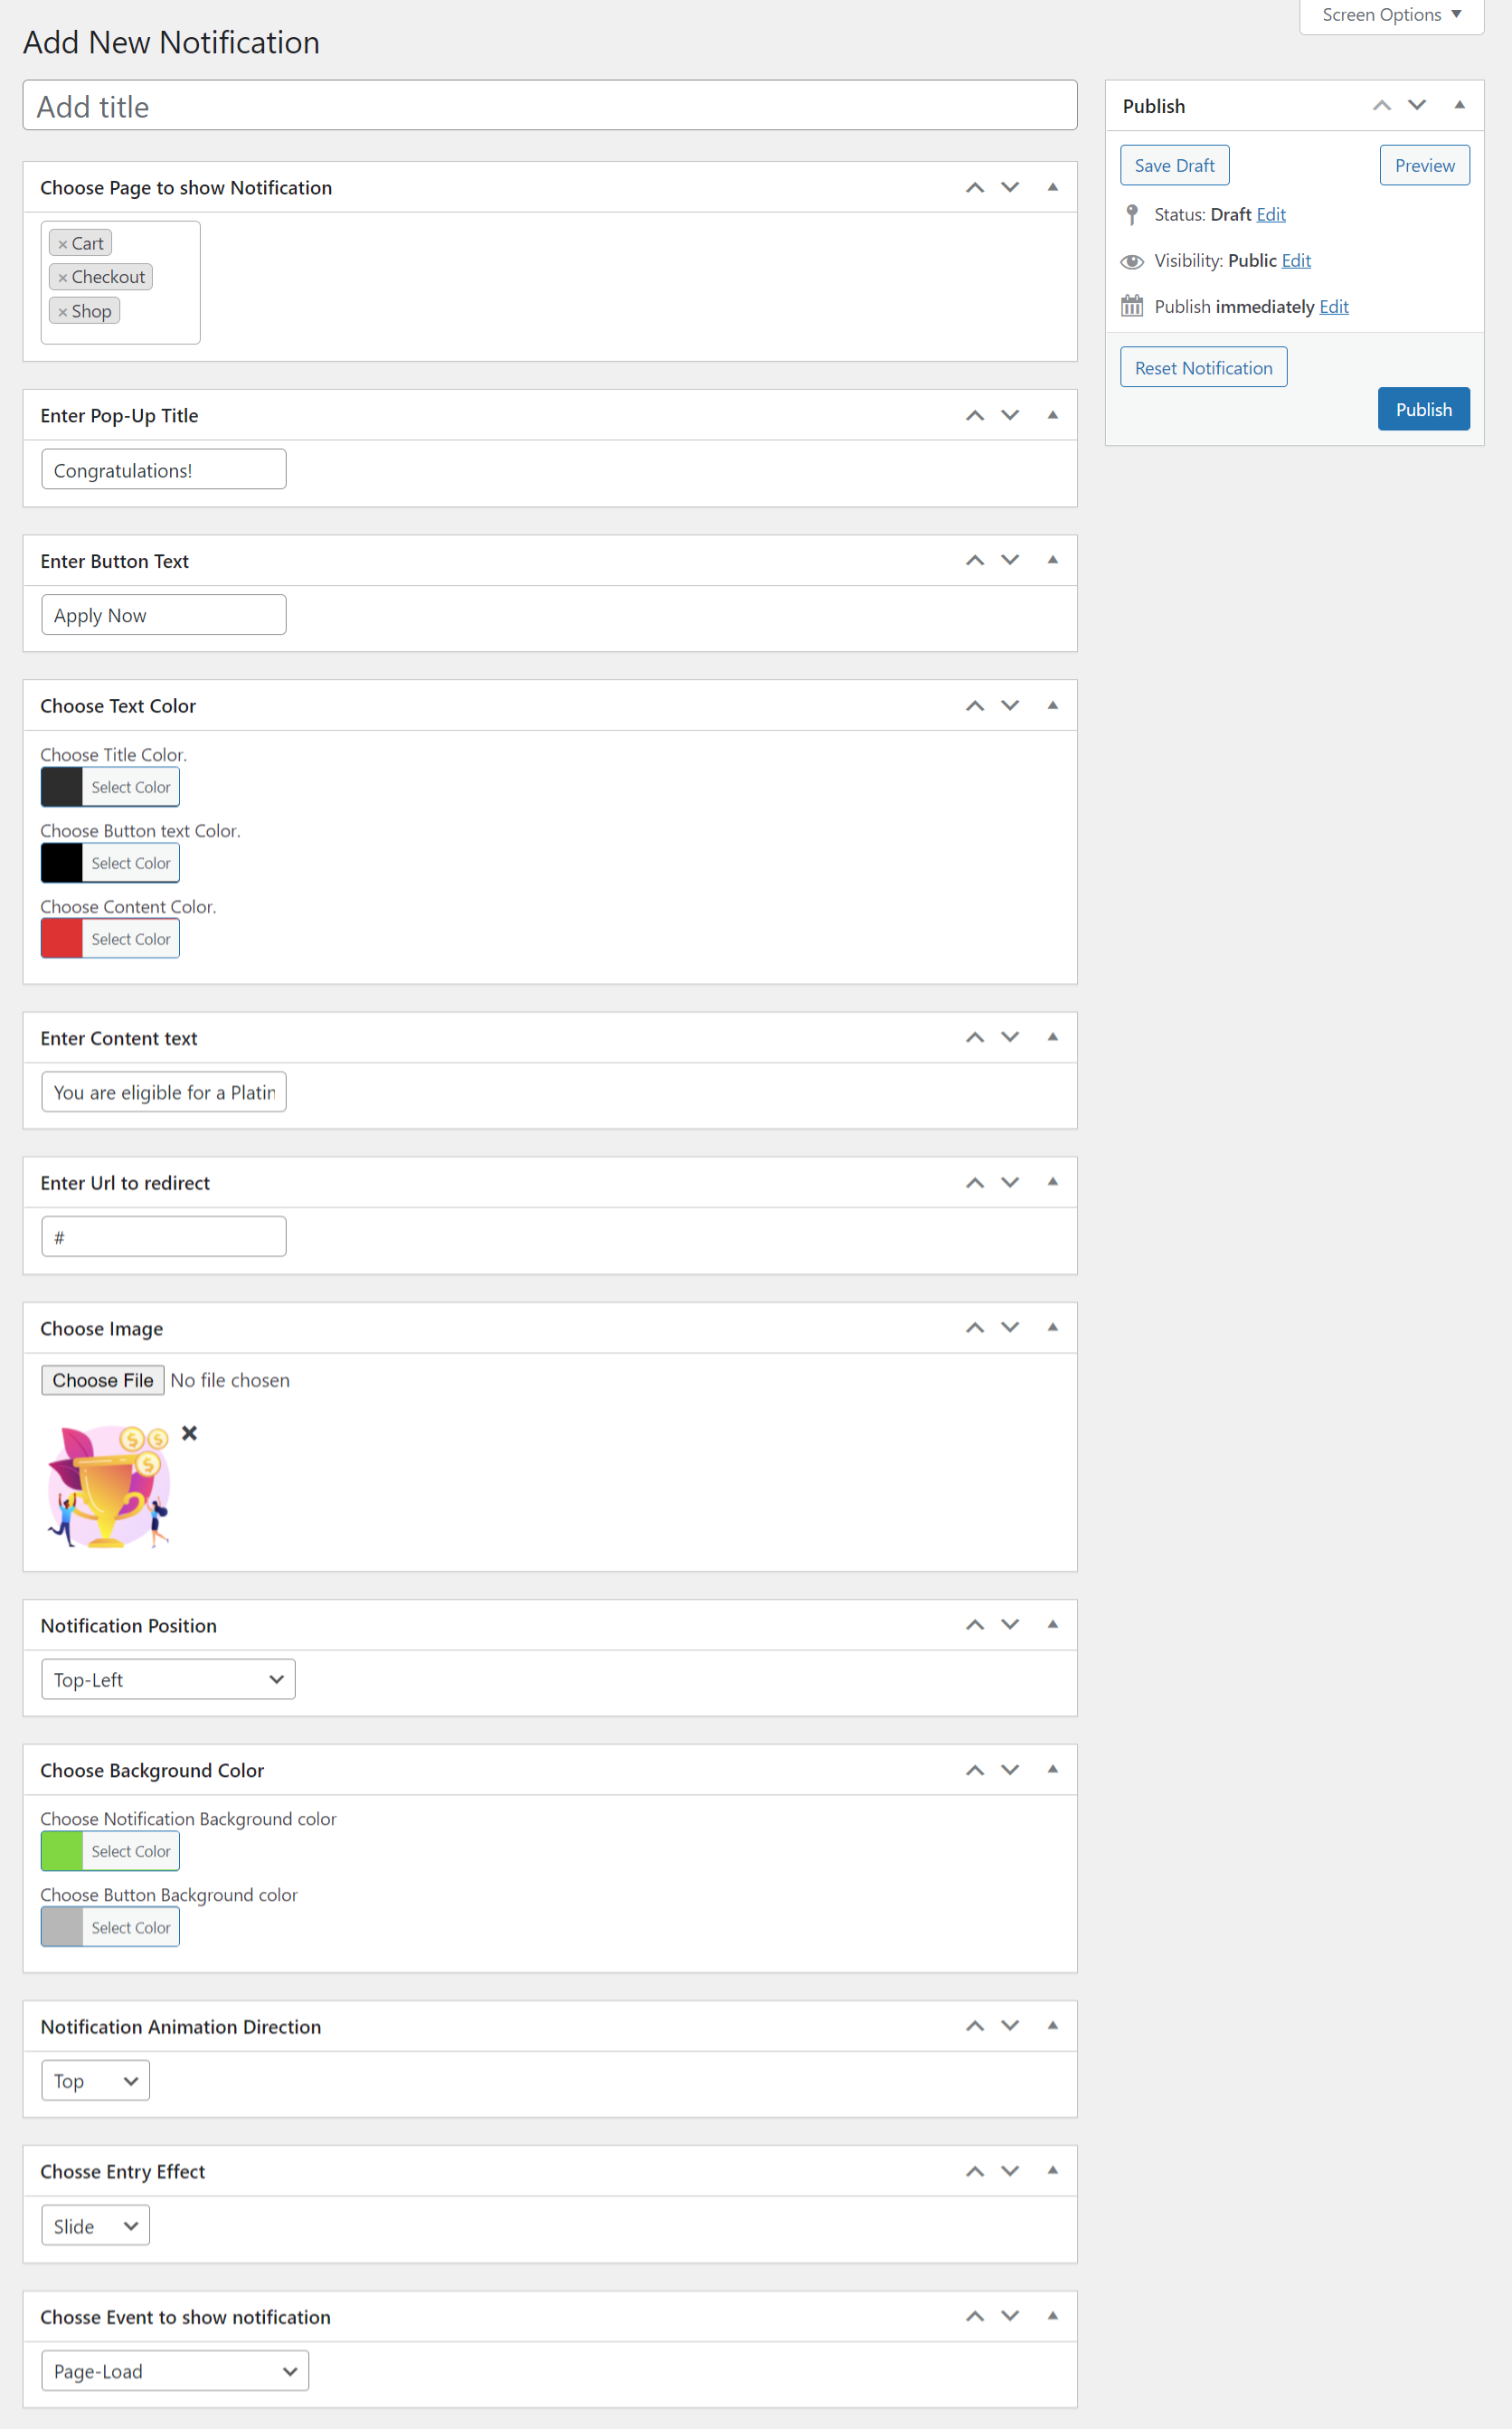 Screen Options
Add New Notification
Add title
Choose Page to show Notification
× Cart
× Checkout
× Shop
Enter Pop-Up Title
Congratulations!
Enter Button Text
Apply Now
Choose Text Color
Choose Title Color.
Select Color
Choose Button text Color.
Select Color
Choose Content Color.
Select Color
Enter Content text
You are eligible for a Platin
Enter Url to redirect
#
Choose Image
Choose File No file chosen
Notification Position
Top-Left
Choose Background Color
Choose Notification Background color
Select Color
Choose Button Background color
Select Color
Notification Animation Direction
Top
Chosse Entry Effect
Slide
Chosse Event to show notification
Page-Load
Publish
Save Draft
Preview
Status: Draft Edit
Visibility: Public Edit
Publish immediately Edit
Reset Notification
Publish